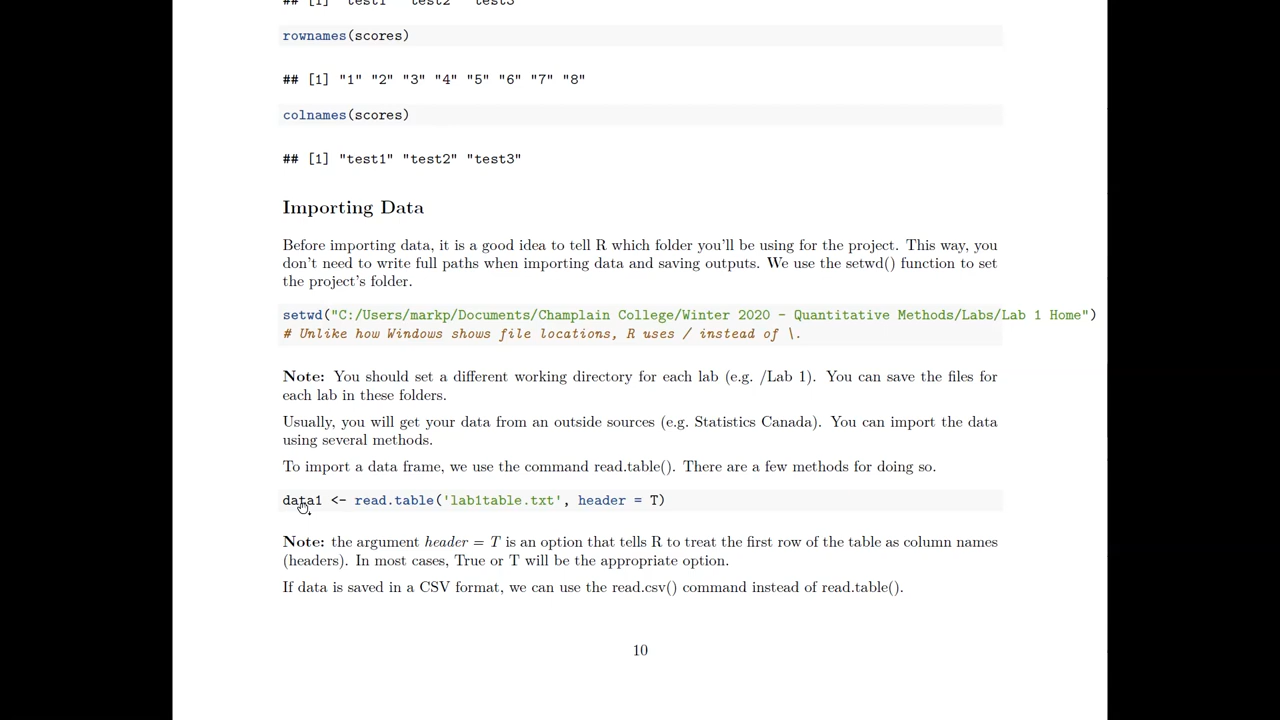 ## [1] "test1" "test2" "test3"
rownames(scores)
## [1] "1" "2" "3" "4" "5" "6" "7" "8"
colnames(scores)
## [1] "test1" "test2" "test3"
Importing Data
Before importing data, it is a good idea to tell R which folder you'll be using for the project. This way, you
don't need to write full paths when importing data and saving outputs. We use the setwd() function to set
the project's folder.
setwd("C:/Users/markp/Documents/Champlain College/Winter 2020 - Quantitative Methods/Labs/Lab 1 Home")
# Unlike how Windows shows file locations, R uses / instead of \.
Note: You should set a different working directory for each lab (e.g. /Lab 1). You can save the files for
each lab in these folders.
Usually, you will get your data from an outside sources (e.g. Statistics Canada). You can import the data
using several methods.
To import a data frame, we use the command read.table(). There are a few methods for doing so.
data1 <- read.table('lab1table.txt', header = T)
Note: the argument header = T is an option that tells R to treat the first row of the table as column names
(headers). In most cases, True or T will be the appropriate option.
If data is saved in a CSV format, we can use the read.csv() command instead of read.table().
10